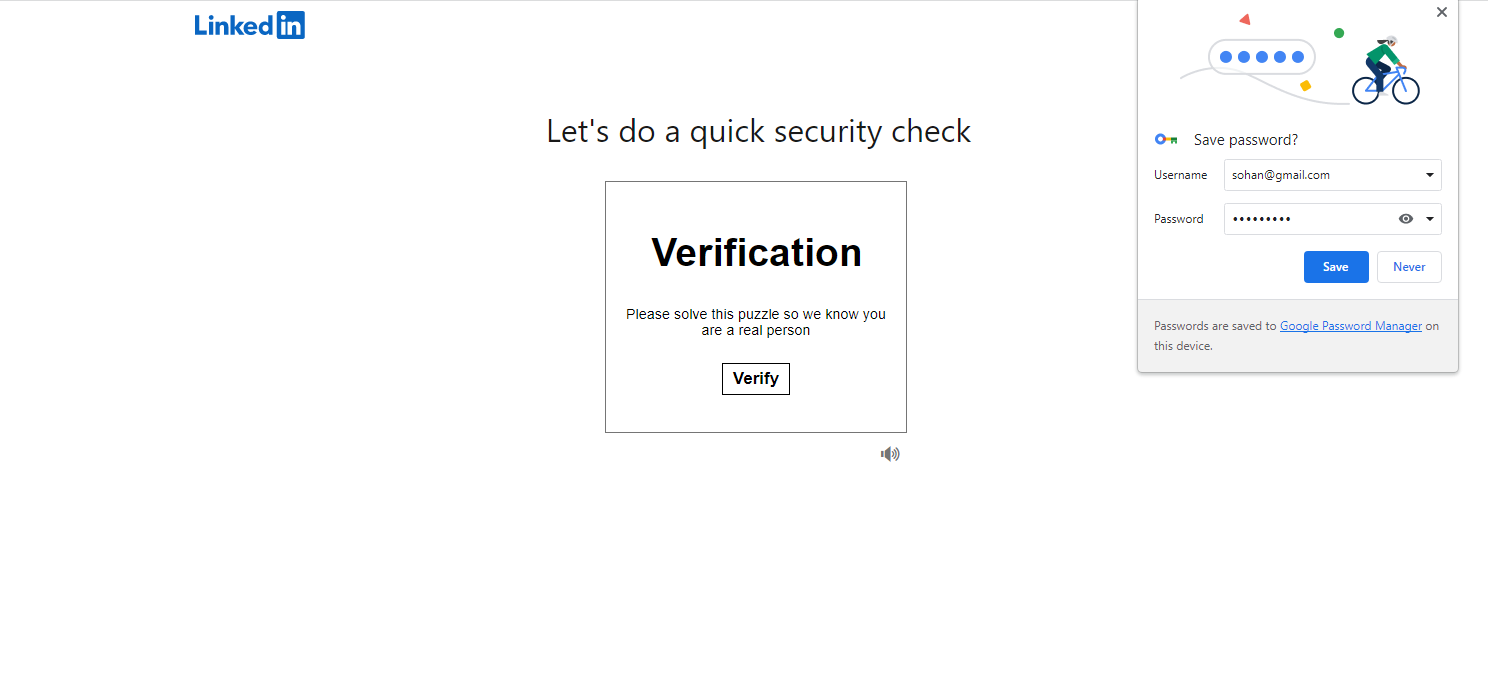 Linked in
Let's do a quick security check
Verification
Please solve this puzzle so we know you
are a real person
Verify
Save password?
Username
sohan@gmail.com
Password
•••••••••
Save
Never
Passwords are saved to Google Password Manager on
this device.